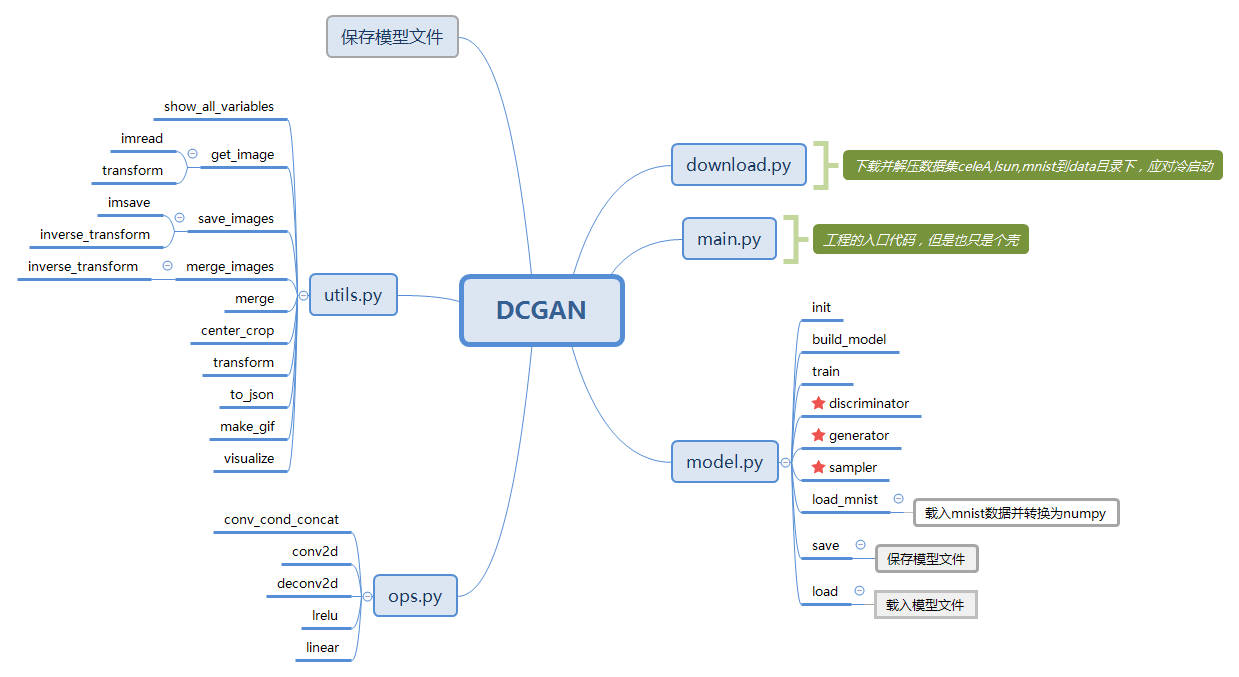 保存模型文件
show_all_variables
imread
get_image
transform
imsave
save_images
inverse_transform
inverse_transform
merge_images
merge
center_crop
transform
to_json
make_gif
visualize
utils.py
conv_cond_concat
conv2d
deconv2d
lrelu
linear
ops.py
DCGAN
download.py
下载并解压数据集celeA,lsun,mnist到data目录下，应对冷启动
main.py
工程的入口代码，但是也只是个壳
model.py
init
build_model
train
discriminator
generator
sampler
load_mnist
载入mnist数据并转换为numpy
save
保存模型文件
load
载入模型文件